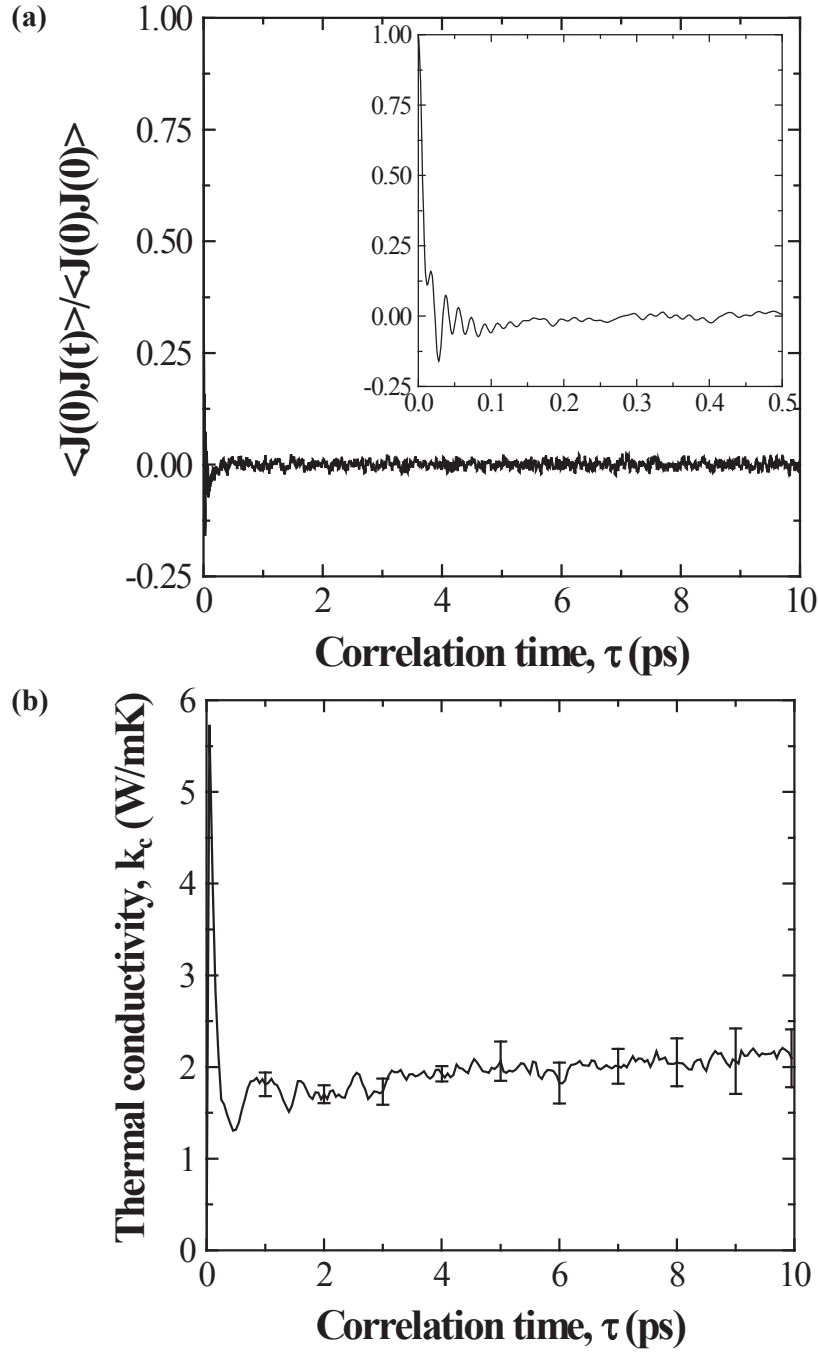 (a)
<J(0)J(t)>/<J(0)J(0)>
1.00
0.75
0.50
0.25
0.00
-0.25
0 2 4 6 8 10
Correlation time, τ (ps)
1.00
0.75
0.50
0.25
0.00
-0.25
0.0 0.1 0.2 0.3 0.4 0.5
(b)
Thermal conductivity, kc (W/mK)
6
5
4
3
2
1
0
0 2 4 6 8 10
Correlation time, τ (ps)